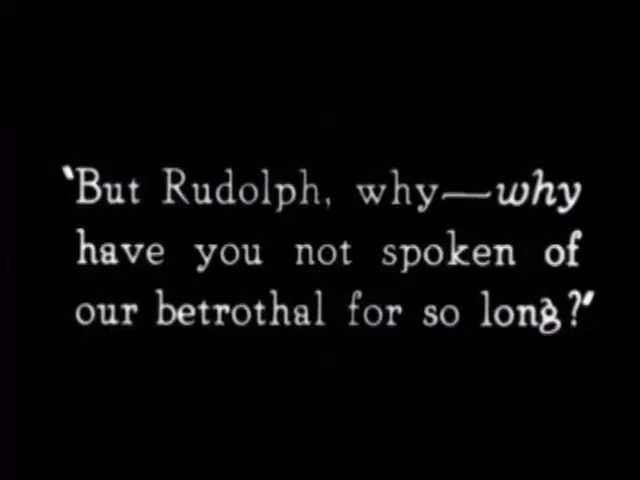 "But Rudolph, why—why
have you not spoken of
our betrothal for so long?"